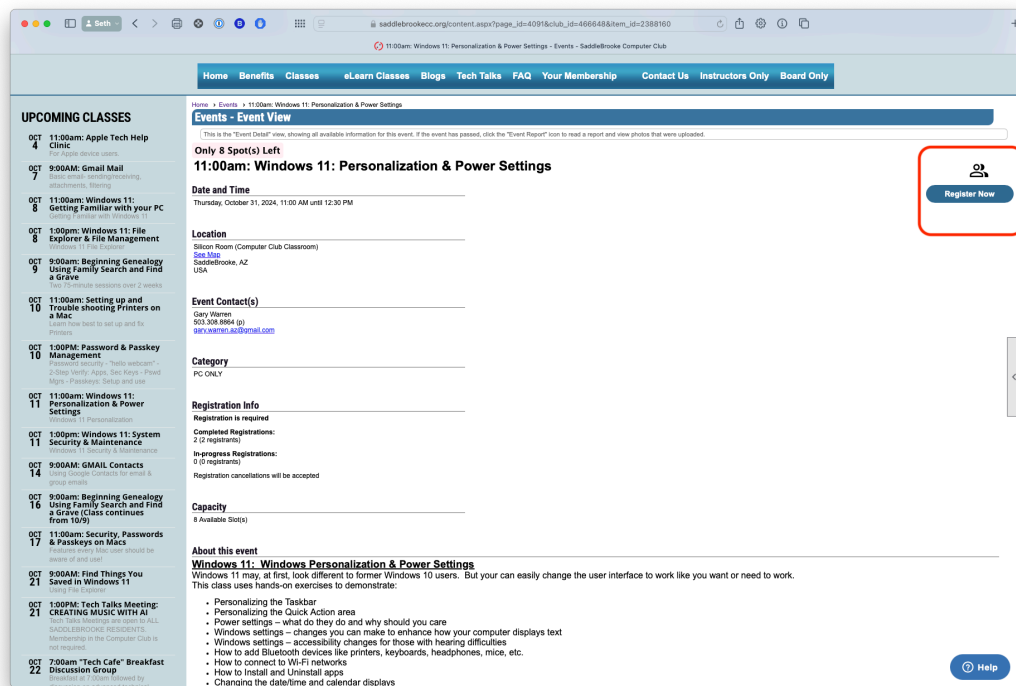 Seth
saddlebrookecc.org/content.aspx?page_id=4091&club_id=466648&item_id=2388160
11:00am: Windows 11: Personalization & Power Settings - Events - SaddleBrooke Computer Club
Home Benefits Classes eLearn Classes Blogs Tech Talks FAQ Your Membership Contact Us Instructors Only Board Only
UPCOMING CLASSES
OCT 4
11:00am: Apple Tech Help
Clinic
For Apple device users
OCT 7
9:00AM: Gmail Mail
Basic email- sending/receiving,
attachments, filtering
OCT 8
11:00am: Windows 11:
Getting Familiar with your PC
Getting Familiar with Windows 11
OCT 8
1:00pm: Windows 11: File
Explorer & File Management
Windows 11 File Explorer
OCT 9
9:00am: Beginning Genealogy
Using Family Search and Find
a Grave
Two 75-minute sessions over 2 weeks
OCT 10
11:00am: Setting up and
Trouble shooting Printers on
a Mac
Learn how best to set up and fix
Printers
OCT 10
1:00PM: Password & Passkey
Management
Password security - "hello webcam" -
2-Step Verify: Apps, Sec Keys - Pswd
Mgrs - Passkeys: Setup and use
OCT 11
11:00am: Windows 11:
Personalization & Power
Settings
Windows 11 Personalization
OCT 11
1:00pm: Windows 11: System
Security & Maintenance
Windows 11 Security & Maintenance
OCT 14
9:00AM: GMAIL Contacts
Using Google Contacts for email &
group emails
OCT 16
9:00am: Beginning Genealogy
Using Family Search and Find
a Grave (Class continues
from 10/9)
OCT 17
11:00am: Security, Passwords
& Passkeys on Macs
Features every Mac user should be
aware of and use!
OCT 21
9:00AM: Find Things You
Saved in Windows 11
Using File Explorer
OCT 21
1:00PM: Tech Talks Meeting:
CREATING MUSIC WITH AI
Tech Talks Meetings are open to ALL
SADDLEBROOKE RESIDENTS.
Membership in the Computer Club is
not required.
OCT 22
7:00am "Tech Cafe" Breakfast
Discussion Group
Breakfast at 7:00am followed by
Home › Events › 11:00am: Windows 11: Personalization & Power Settings
Events - Event View
This is the "Event Detail" view, showing all available information for this event. If the event has passed, click the "Event Report" icon to read a report and view photos that were uploaded.
Only 8 Spot(s) Left
11:00am: Windows 11: Personalization & Power Settings
Register Now
Date and Time
Thursday, October 31, 2024, 11:00 AM until 12:30 PM
Location
Silicon Room (Computer Club Classroom)
See Map
SaddleBrooke, AZ
USA
Event Contact(s)
Gary Warren
503.308.8864 (p)
gary.warren.az@gmail.com
Category
PC ONLY
Registration Info
Registration is required
Completed Registrations:
2 (2 registrants)
In-progress Registrations:
0 (0 registrants)
Registration cancellations will be accepted
Capacity
8 Available Slot(s)
About this event
Windows 11: Windows Personalization & Power Settings
Windows 11 may, at first, look different to former Windows 10 users. But your can easily change the user interface to work like you want or need to work.
This class uses hands-on exercises to demonstrate:
• Personalizing the Taskbar
• Personalizing the Quick Action area
• Power settings – what do they do and why should you care
• Windows settings – changes you can make to enhance how your computer displays text
• Windows settings – accessibility changes for those with hearing difficulties
• How to add Bluetooth devices like printers, keyboards, headphones, mice, etc.
• How to connect to Wi-Fi networks
• How to Install and Uninstall apps
• Changing the date/time and calendar displays
Help